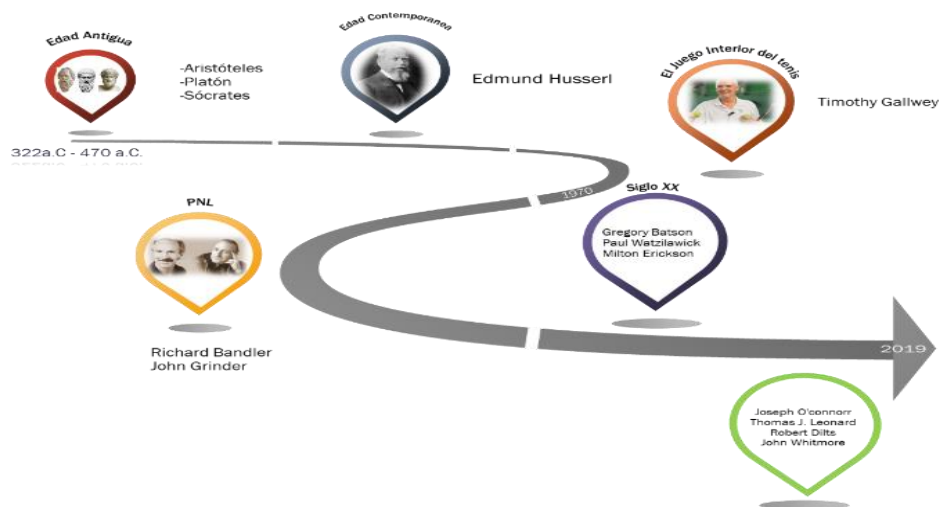 Edad Antigua
-Aristóteles
-Platón
-Sócrates
322a.C - 470 a.C.
Edad Contemporanea
Edmund Husserl
El Juego Interior del tenis
Timothy Gallwey
1970
Siglo XX
Gregory Batson
Paul Watzilawick
Milton Erickson
PNL
Richard Bandler
John Grinder
2019
Joseph O'connorr
Thomas J. Leonard
Robert Dilts
John Whitmore